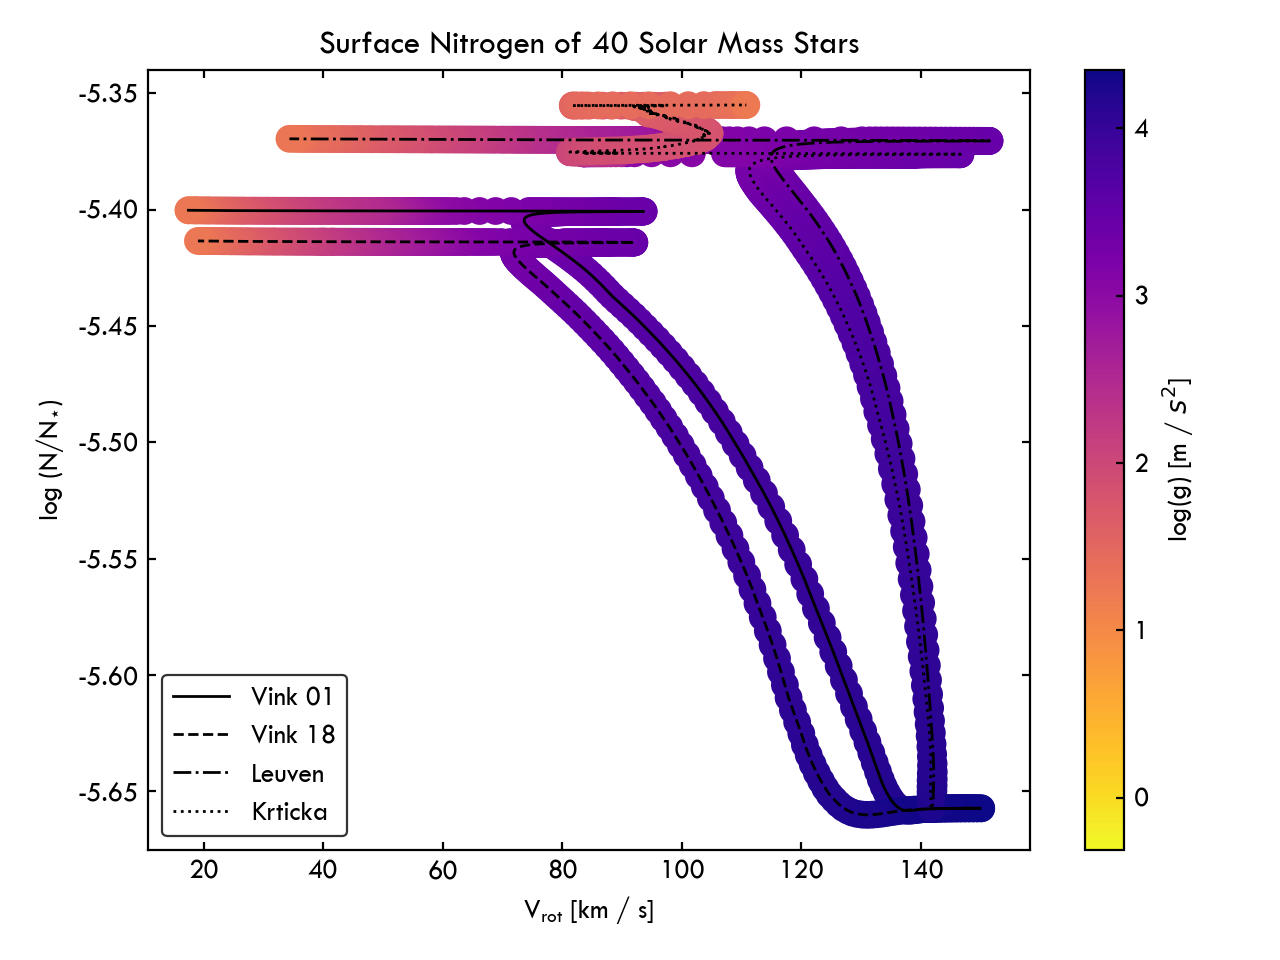 Surface Nitrogen of 40 Solar Mass Stars
-5.35
-5.40
-5.45
-5.50
-5.55
-5.60
-5.65
log (N/N⋆)
Vink 01
Vink 18
Leuven
Krticka
20 40 60 80 100 120 140
V_rot [km / s]
4
3
2
1
0
log(g) [m / s²]